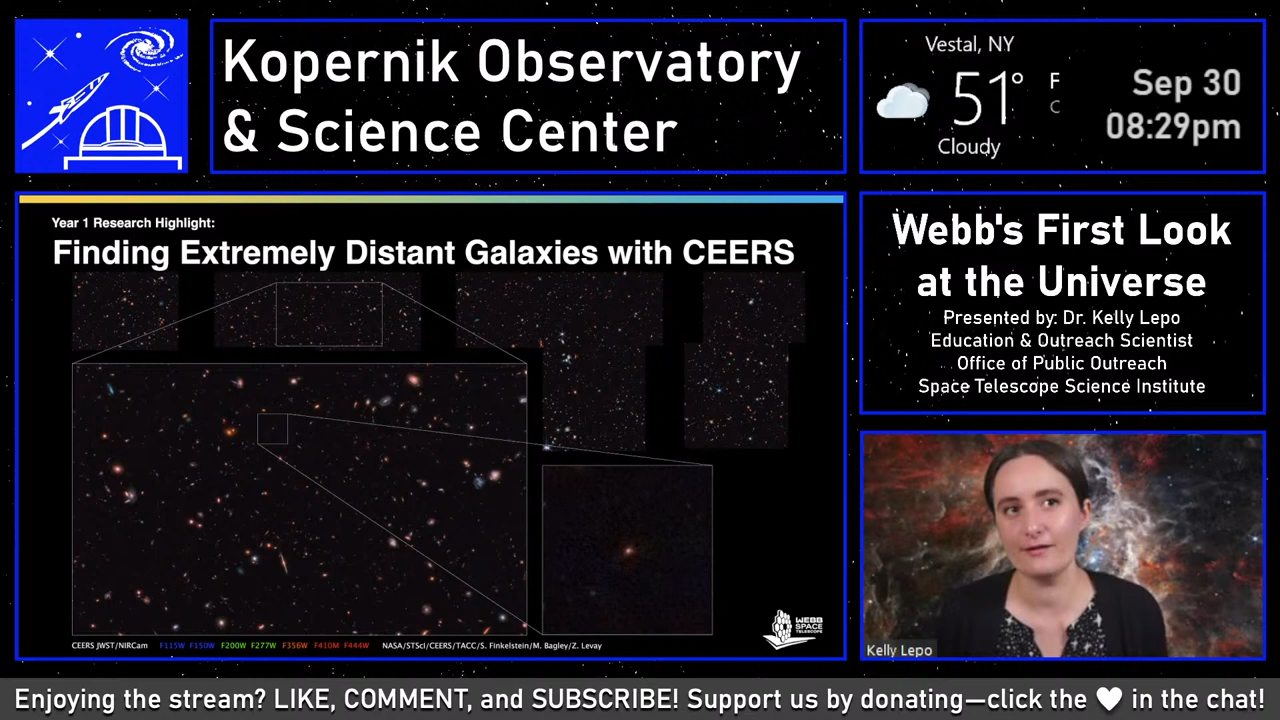 Kopernik Observatory
& Science Center
Vestal, NY
51°
F
C
Cloudy
Sep 30
08:29pm
Year 1 Research Highlight:
Finding Extremely Distant Galaxies with CEERS
CEERS JWST/NIRCam F115W F150W F200W F277W F356W F410M F444W NASA/STScI/CEERS/TACC/S. Finkelstein/M. Bagley/Z. Levay
WEBB
SPACE
TELESCOPE
Webb's First Look
at the Universe
Presented by: Dr. Kelly Lepo
Education & Outreach Scientist
Office of Public Outreach
Space Telescope Science Institute
Kelly Lepo
Enjoying the stream? LIKE, COMMENT, and SUBSCRIBE! Support us by donating—click the ♥ in the chat!